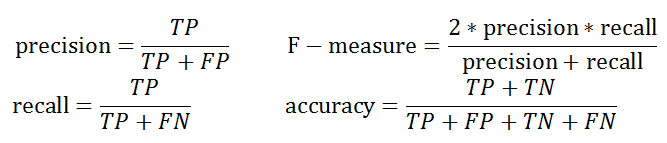 precision = TP / (TP + FP)
F − measure = (2 ∗ precision ∗ recall) / (precision + recall)
recall = TP / (TP + FN)
accuracy = (TP + TN) / (TP + FP + TN + FN)